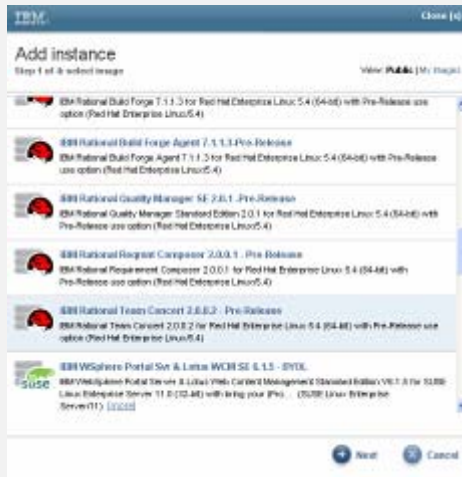 IBM.
Close [x]
Add instance
Step 1 of 4: select image
View: Public | My Images
IBM Rational Build Forge 7.1.1.3 for Red Hat Enterprise Linux 5.4 (64-bit) with Pre-Release use
option (Red Hat Enterprise Linux/5.4)
IBM Rational Build Forge Agent 7.1.1.3-Pre-Release
IBM Rational Build Forge Agent 7.1.1.3 for Red Hat Enterprise Linux 5.4 (64-bit) with Pre-Release
use option (Red Hat Enterprise Linux/5.4)
IBM Rational Quality Manager SE 2.0.1 -Pre-Release
IBM Rational Quality Manager Standard Edition 2.0.1 for Red Hat Enterprise Linux 5.4 (64-bit) with
Pre-Release use option (Red Hat Enterprise Linux/5.4)
IBM Rational Reqmnt Composer 2.0.0.1 - Pre-Release
IBM Rational Requirement Composer 2.0.0.1 for Red Hat Enterprise Linux 5.4 (64-bit) with
Pre-Release use option (Red Hat Enterprise Linux/5.4)
IBM Rational Team Concert 2.0.0.2 - Pre-Release
IBM Rational Team Concert 2.0.0.2 for Red Hat Enterprise Linux 5.4 (64-bit) with Pre-Release use
option (Red Hat Enterprise Linux/5.4)
IBM WSphere Portal Svr & Lotus WCM SE 6.1.5 - BYOL
IBM WebSphere Portal Server & Lotus Web Content Management Standard Edition V6.1.5 for SUSE
Linux Enterprise Server 11.0 (32-bit) with bring your (Pro... (SUSE Linux Enterprise
Server/11) [more]
SUSE
Next
Cancel